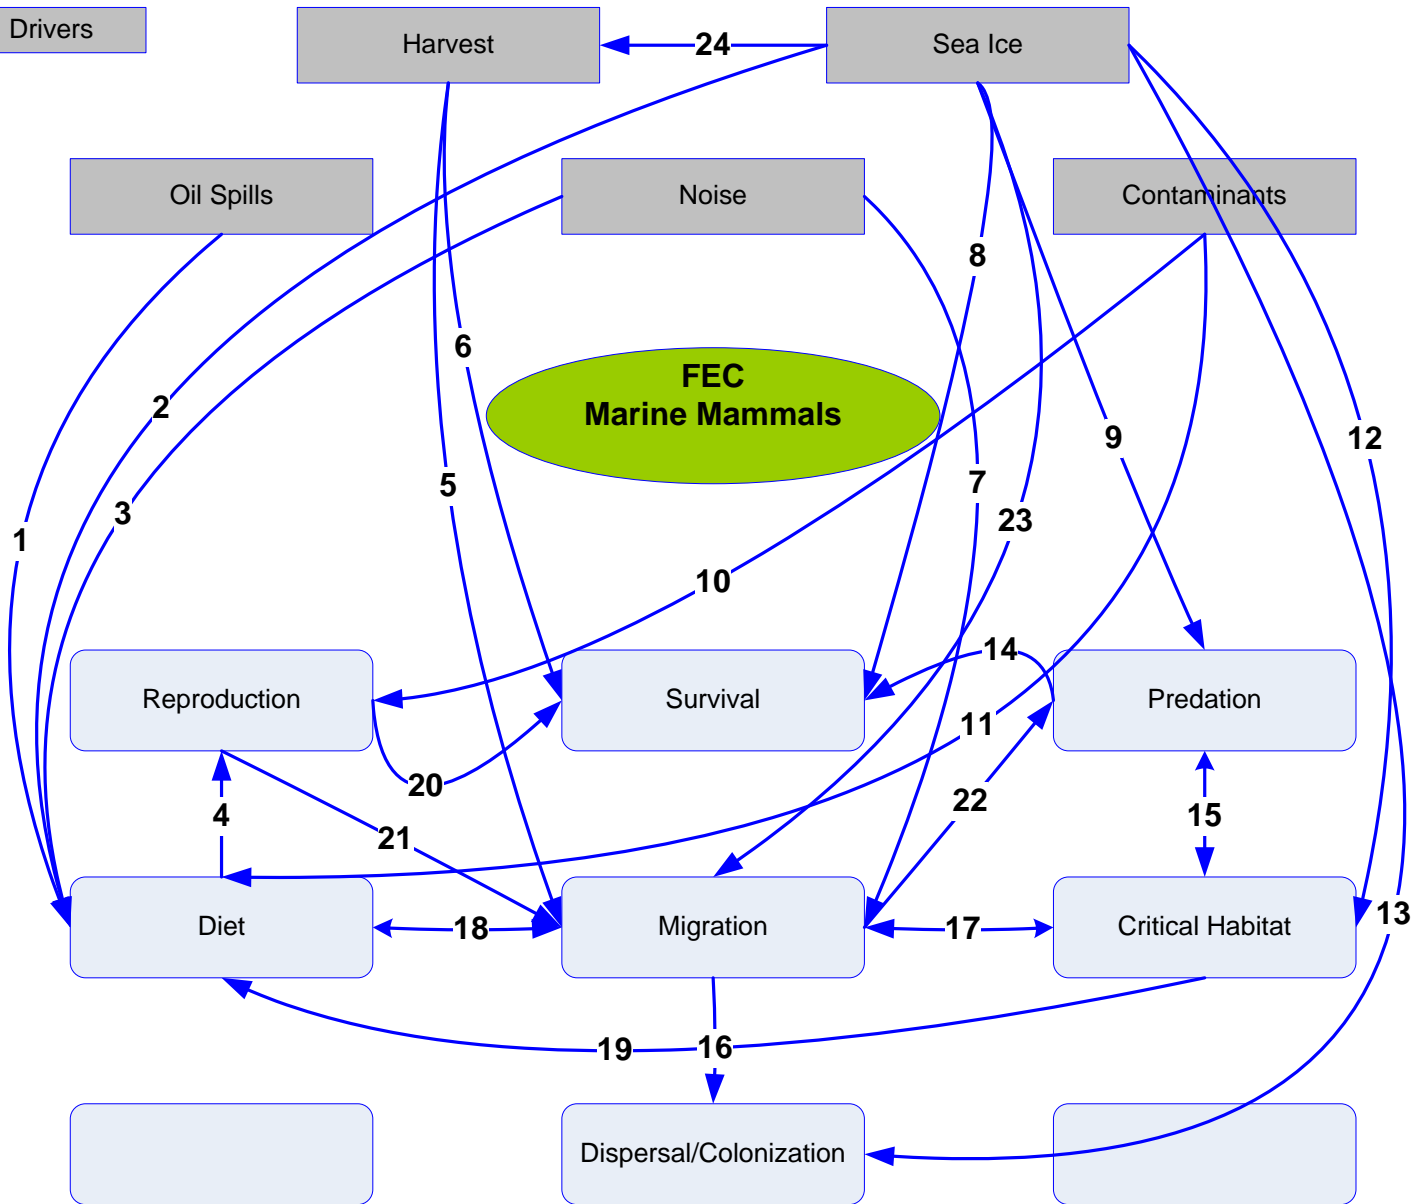 Drivers
Harvest
24
Sea Ice
Oil Spills
Noise
Contaminants
8
6
FEC
Marine Mammals
2
9
12
5
7
3
23
1
10
14
Reproduction
Survival
Predation
11
20
22
4
15
21
13
Diet
18
Migration
17
Critical Habitat
19
16
Dispersal/Colonization